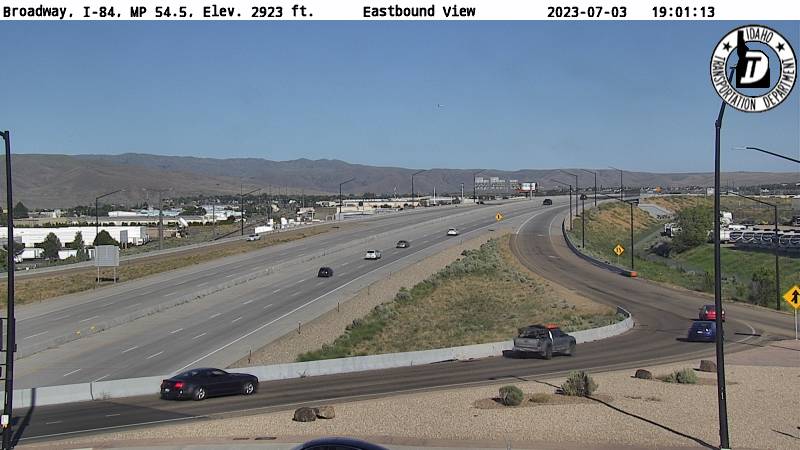 Broadway, I-84, MP 54.5, Elev. 2923 ft. Eastbound View 2023-07-03 19:01:13
IDAHO
TRANSPORTATION DEPARTMENT